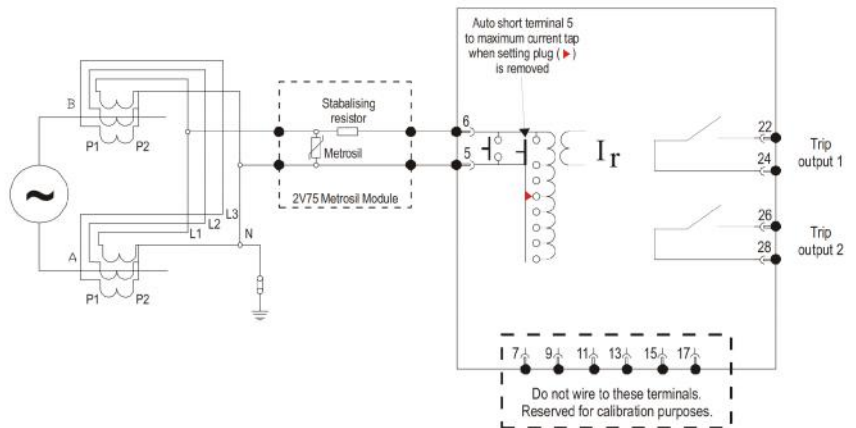 Auto short terminal 5
to maximum current tap
when setting plug ( ▶ )
is removed
B
P1 P2
Stabalising
resistor
Metrosil
2V75 Metrosil Module
6
5
Ir
22
24
Trip
output 1
26
28
Trip
output 2
L3
L2
L1
N
A
P1 P2
7 9 11 13 15 17
Do not wire to these terminals.
Reserved for calibration purposes.